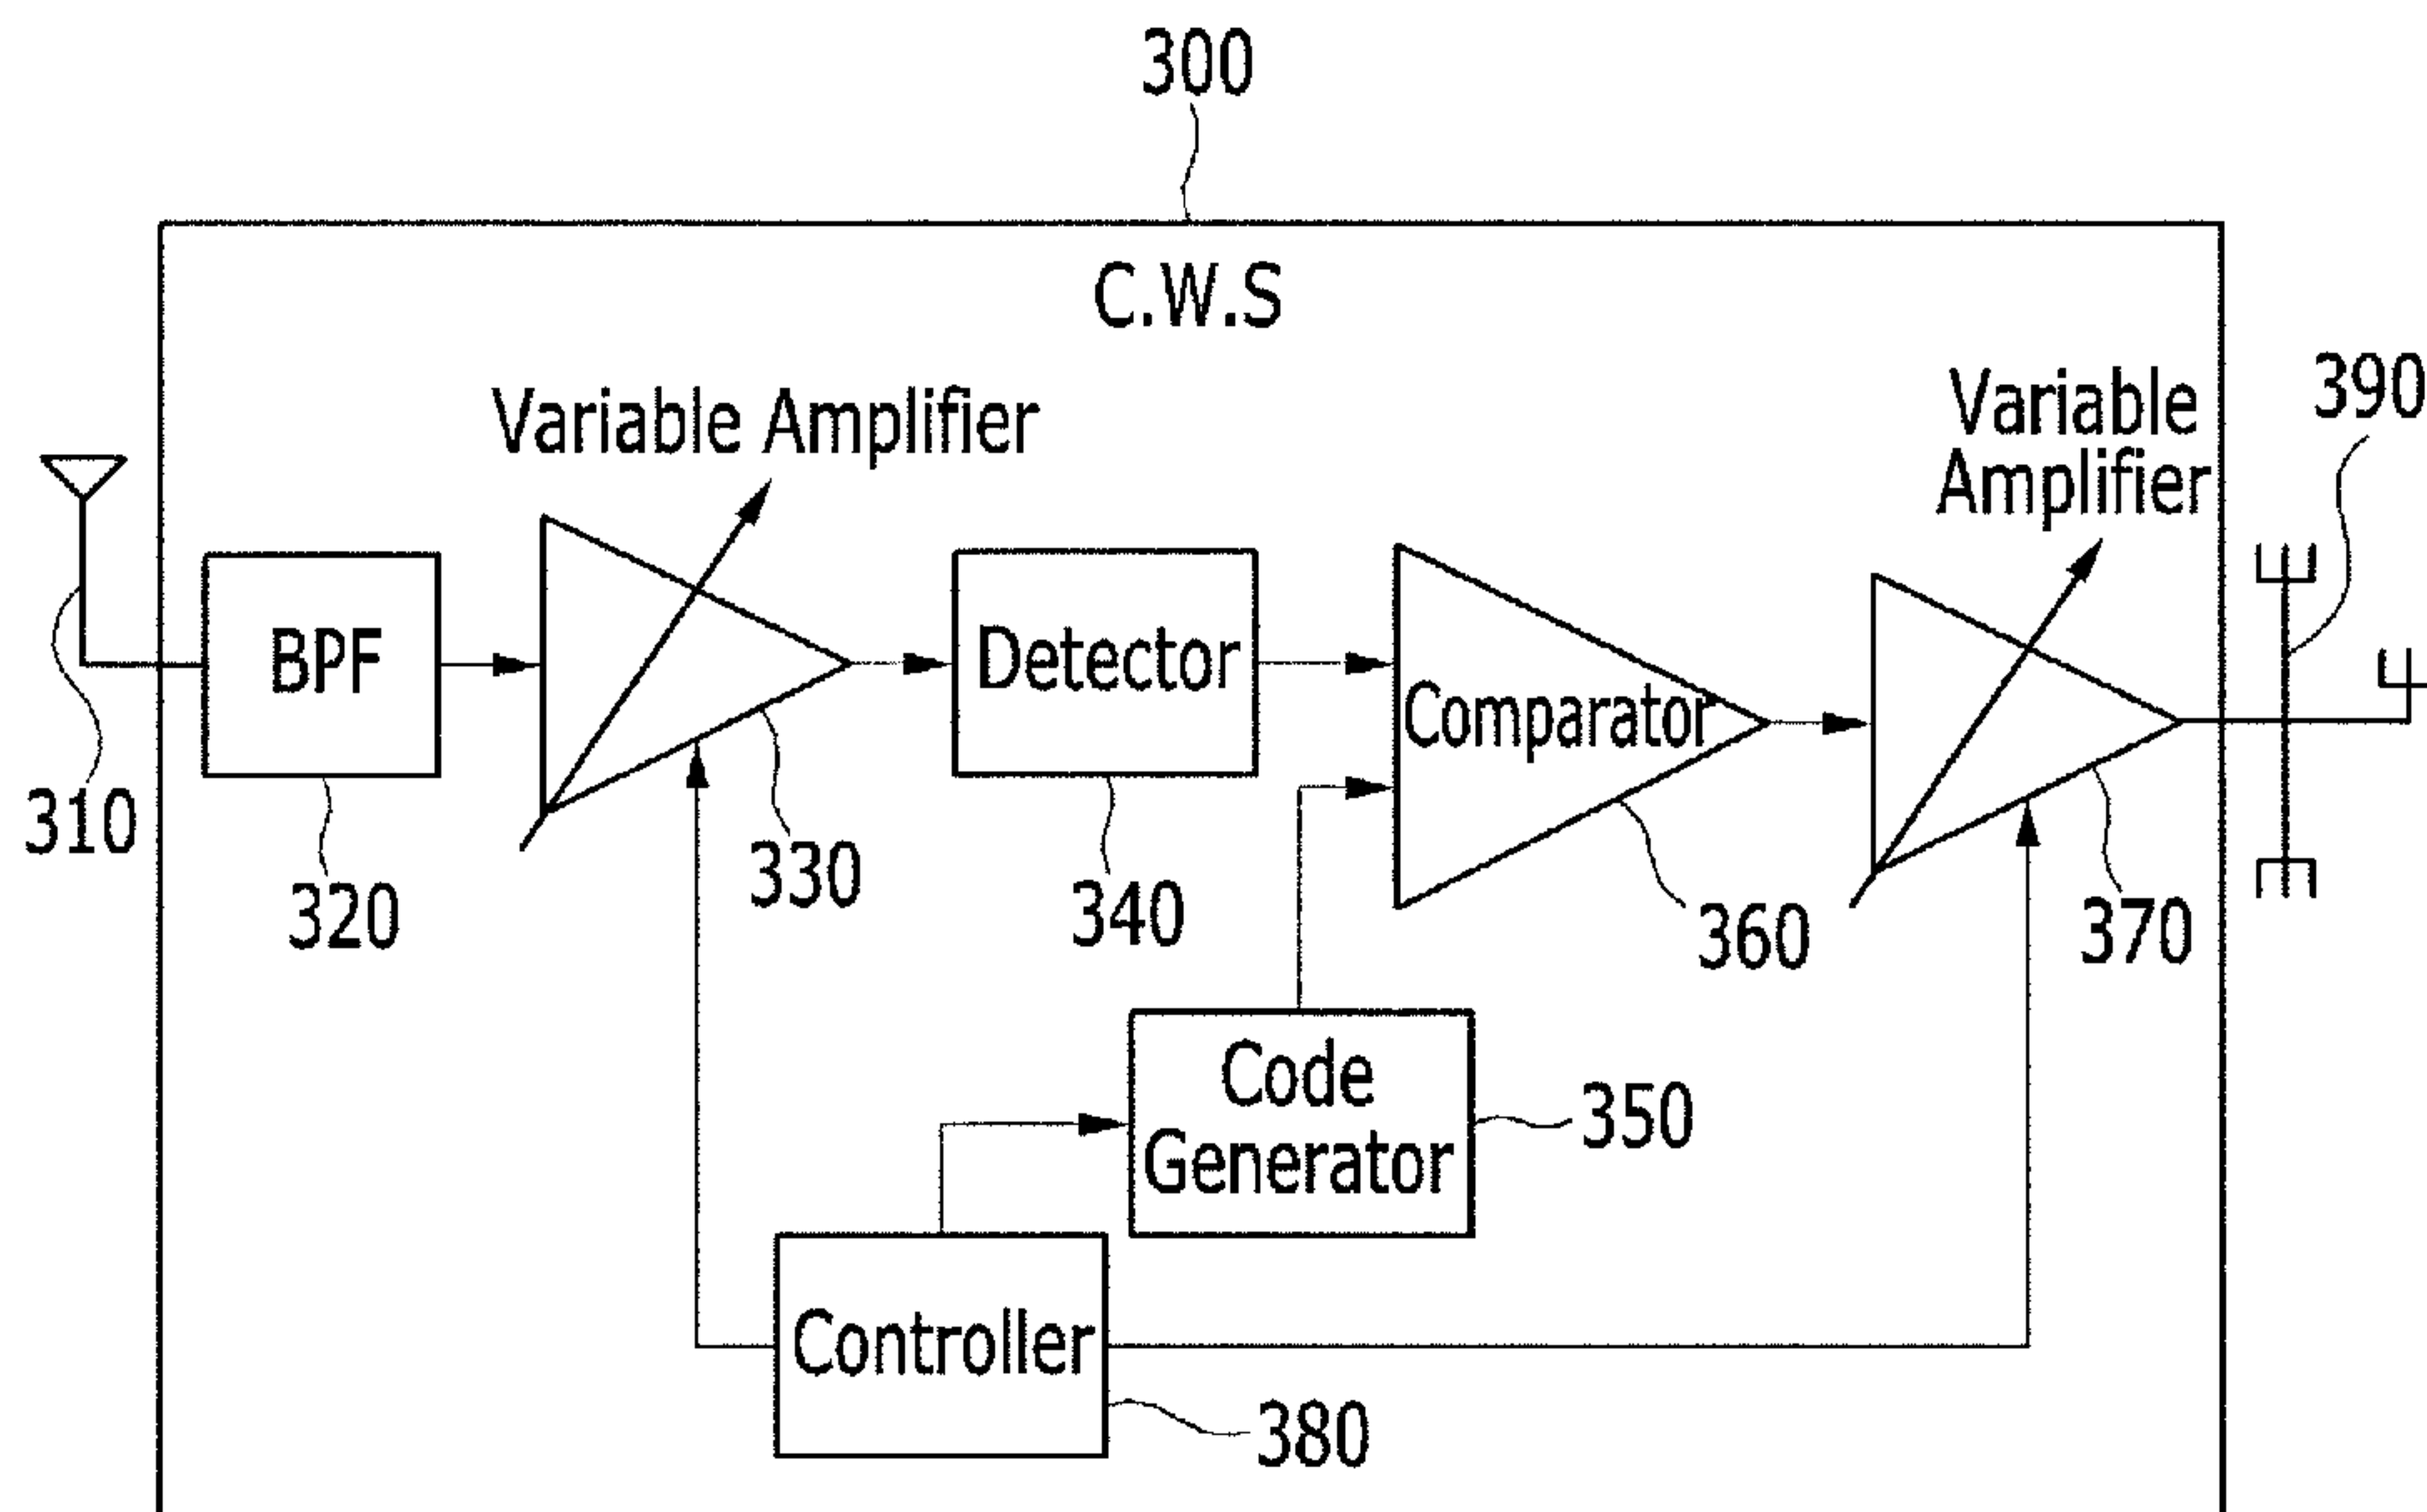 300
C.W.S
Variable Amplifier
Variable
Amplifier
390
BPF
Detector
Comparator
310
320
330
340
360
370
Code
Generator
350
Controller
380